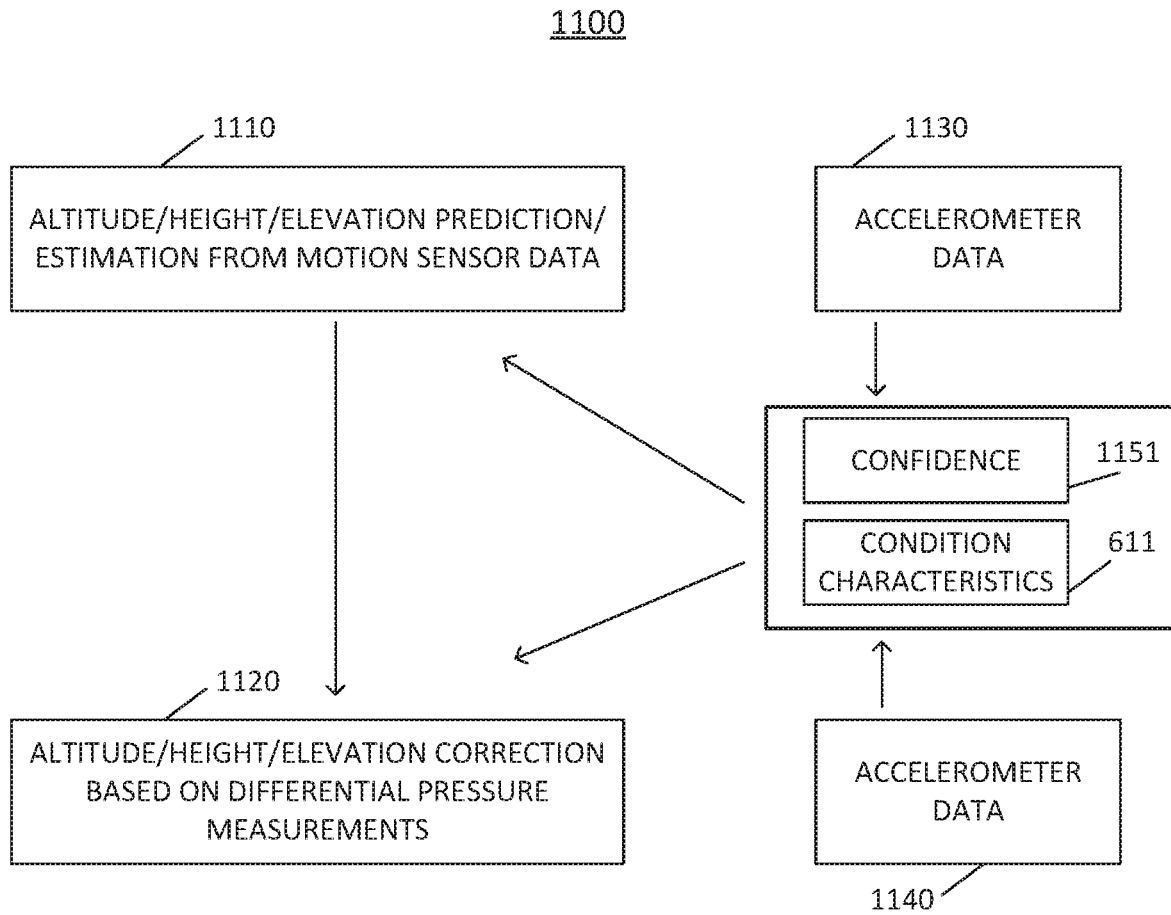 1100
1110
ALTITUDE/HEIGHT/ELEVATION PREDICTION/
ESTIMATION FROM MOTION SENSOR DATA
1130
ACCELEROMETER
DATA
CONFIDENCE
1151
CONDITION
CHARACTERISTICS
611
1120
ALTITUDE/HEIGHT/ELEVATION CORRECTION
BASED ON DIFFERENTIAL PRESSURE
MEASUREMENTS
ACCELEROMETER
DATA
1140